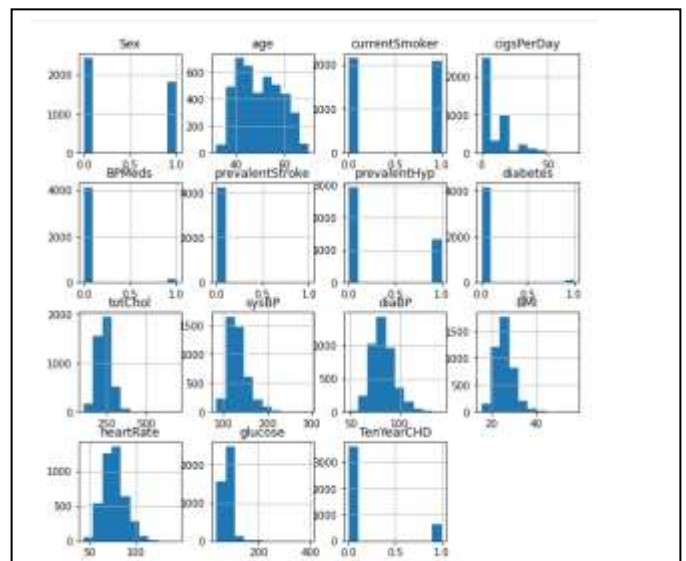 Sex age currentSmoker cigsPerDay
2000 600 2000 2000
1000 400 1000 1000
200
0 0 0 0
0.0 0.5 1.0 40 60 0.0 0.5 1.0 0 50
BPMeds prevalentStroke prevalentHyp diabetes
4000 4000 4000
2000 2000 2000
0 0 0 0
0.0 0.5 1.0 0.0 0.5 1.0 0.0 0.5 1.0 0.0 0.5 1.0
totChol sysBP diaBP BMI
2000 1500 1500
1000 1000 1000 1000
500 500
0 0 0 0
250 500 100 200 300 50 100 20 40
heartRate glucose TenYearCHD
1000 2000 3000
2000
500 1000 1000
0 0 0
50 100 200 400 0.0 0.5 1.0